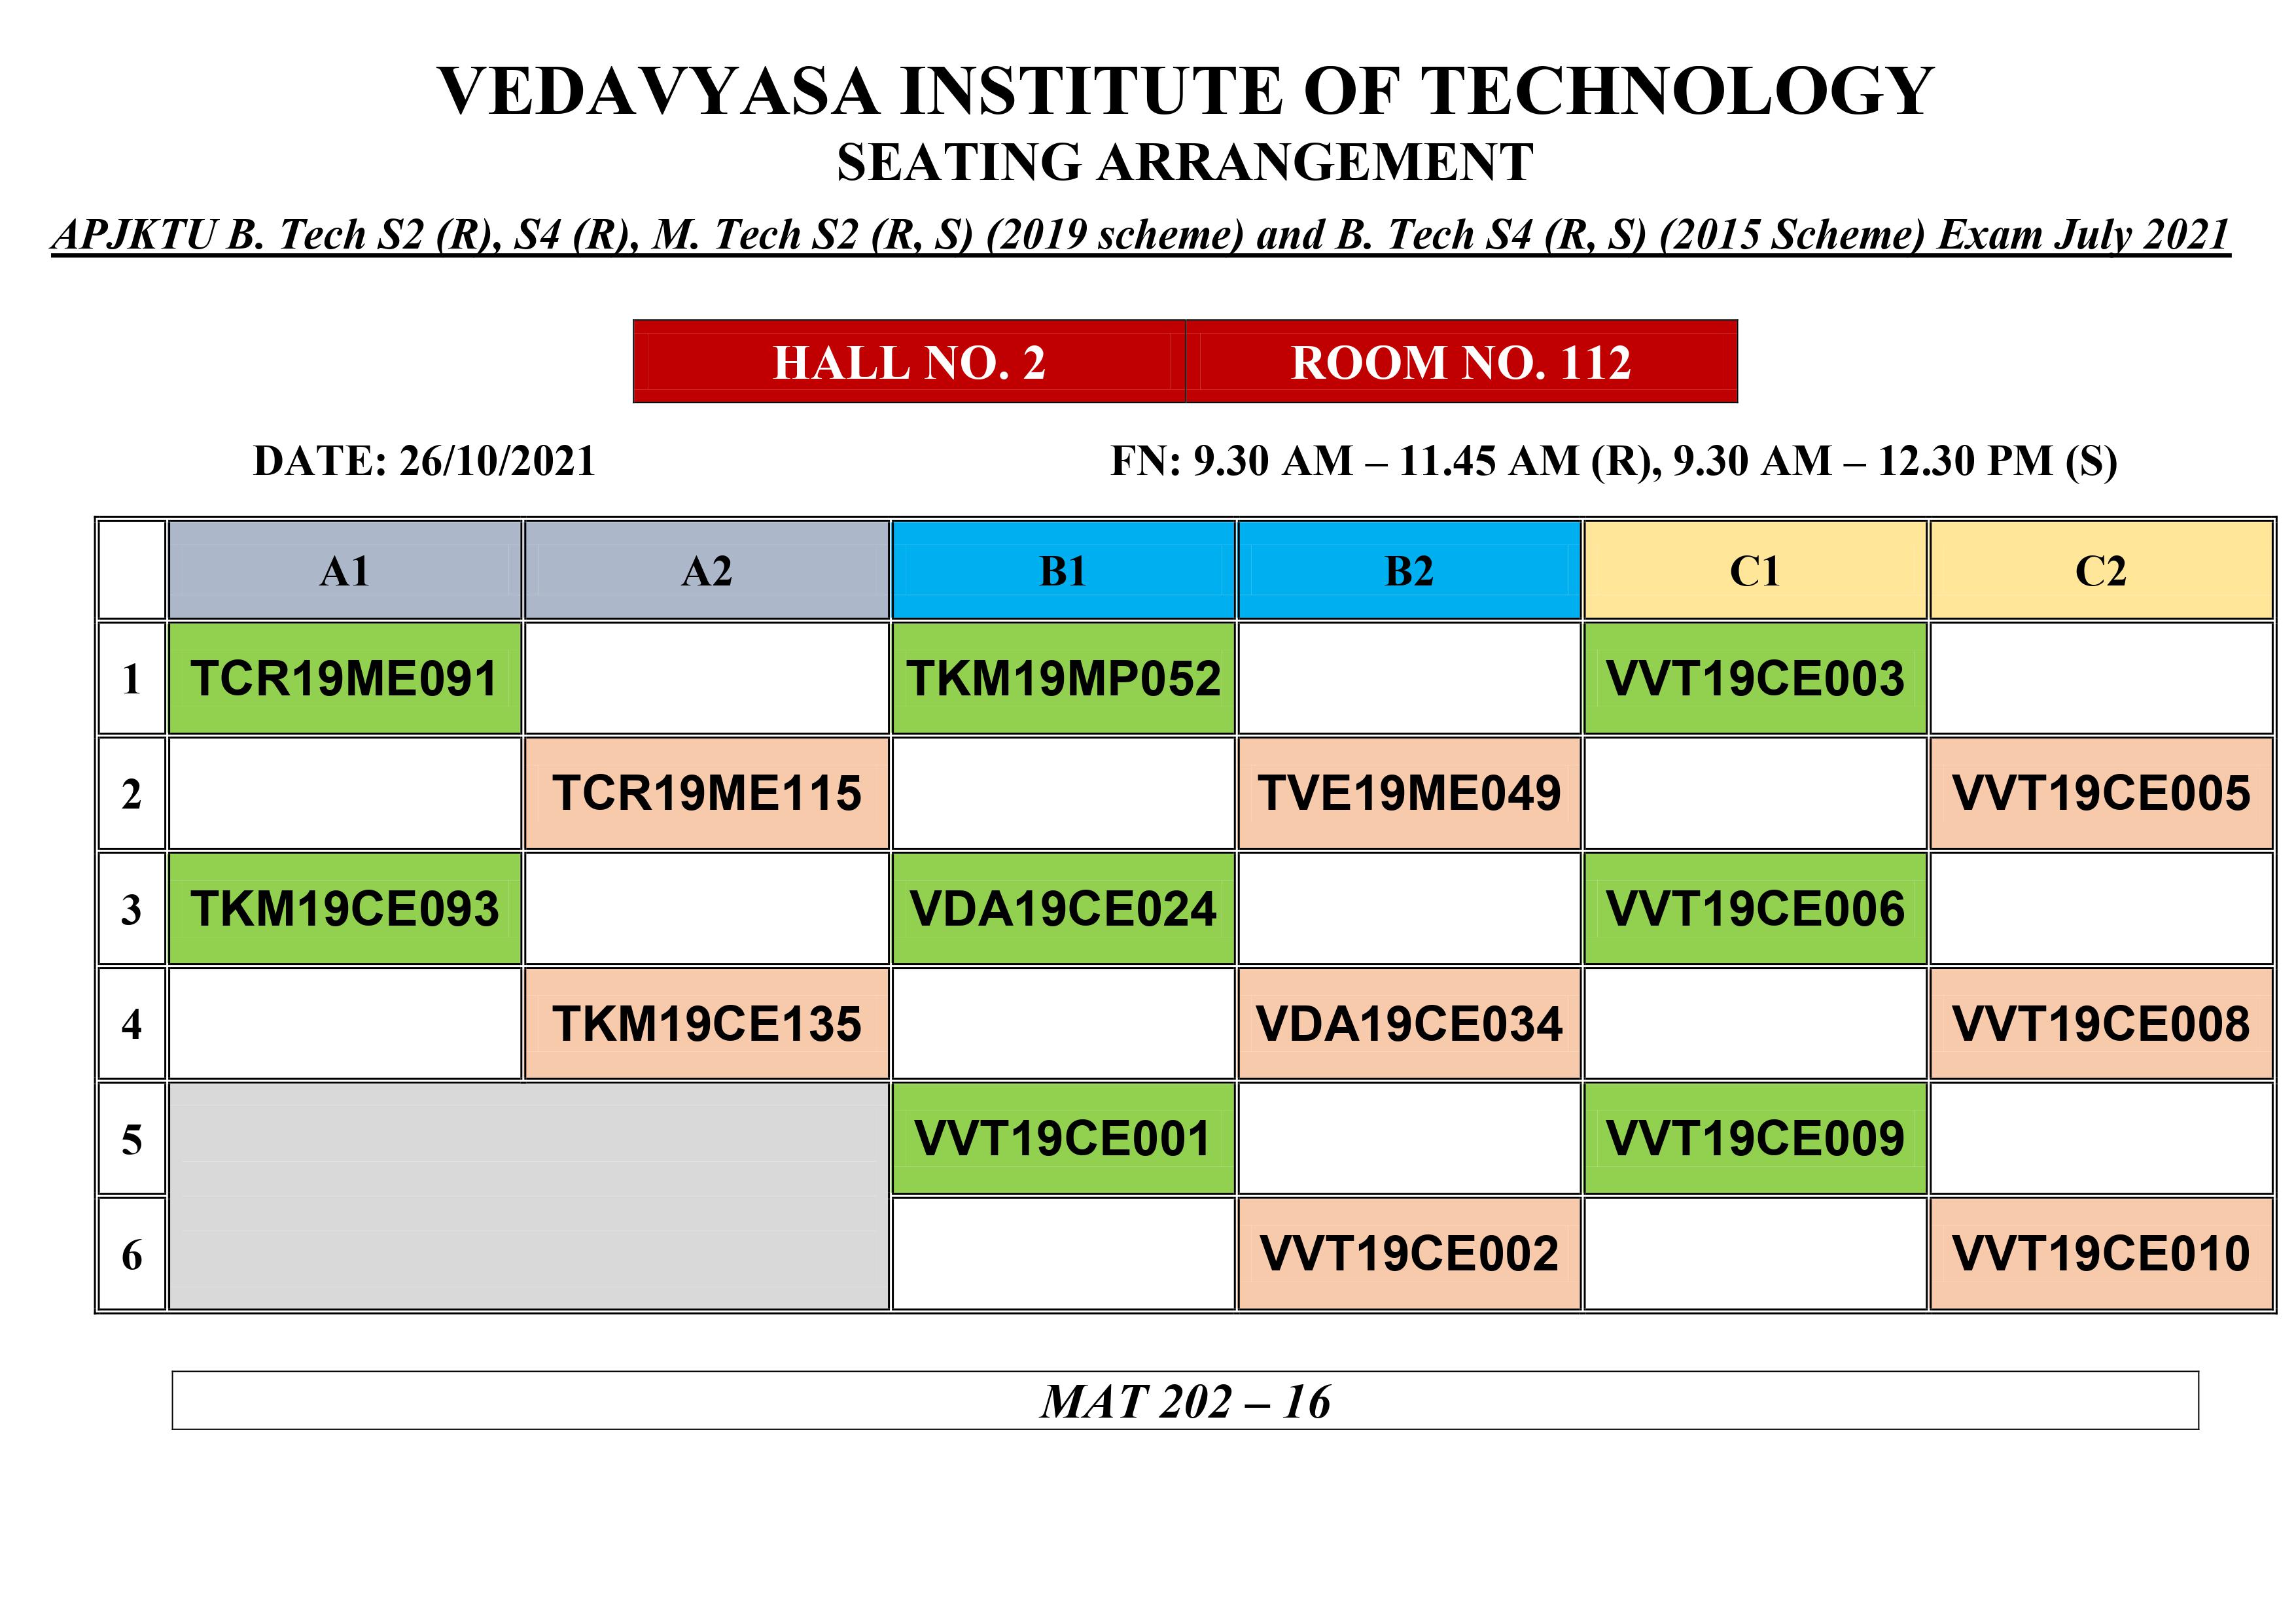 VEDAVYASA INSTITUTE OF TECHNOLOGY
SEATING ARRANGEMENT
APJKTU B. Tech S2 (R), S4 (R), M. Tech S2 (R, S) (2019 scheme) and B. Tech S4 (R, S) (2015 Scheme) Exam July 2021
HALL NO. 2 ROOM NO. 112
DATE: 26/10/2021 FN: 9.30 AM – 11.45 AM (R), 9.30 AM – 12.30 PM (S)
A1 A2 B1 B2 C1 C2
1 TCR19ME091 TKM19MP052 VVT19CE003
2 TCR19ME115 TVE19ME049 VVT19CE005
3 TKM19CE093 VDA19CE024 VVT19CE006
4 TKM19CE135 VDA19CE034 VVT19CE008
5 VVT19CE001 VVT19CE009
6 VVT19CE002 VVT19CE010
MAT 202 – 16